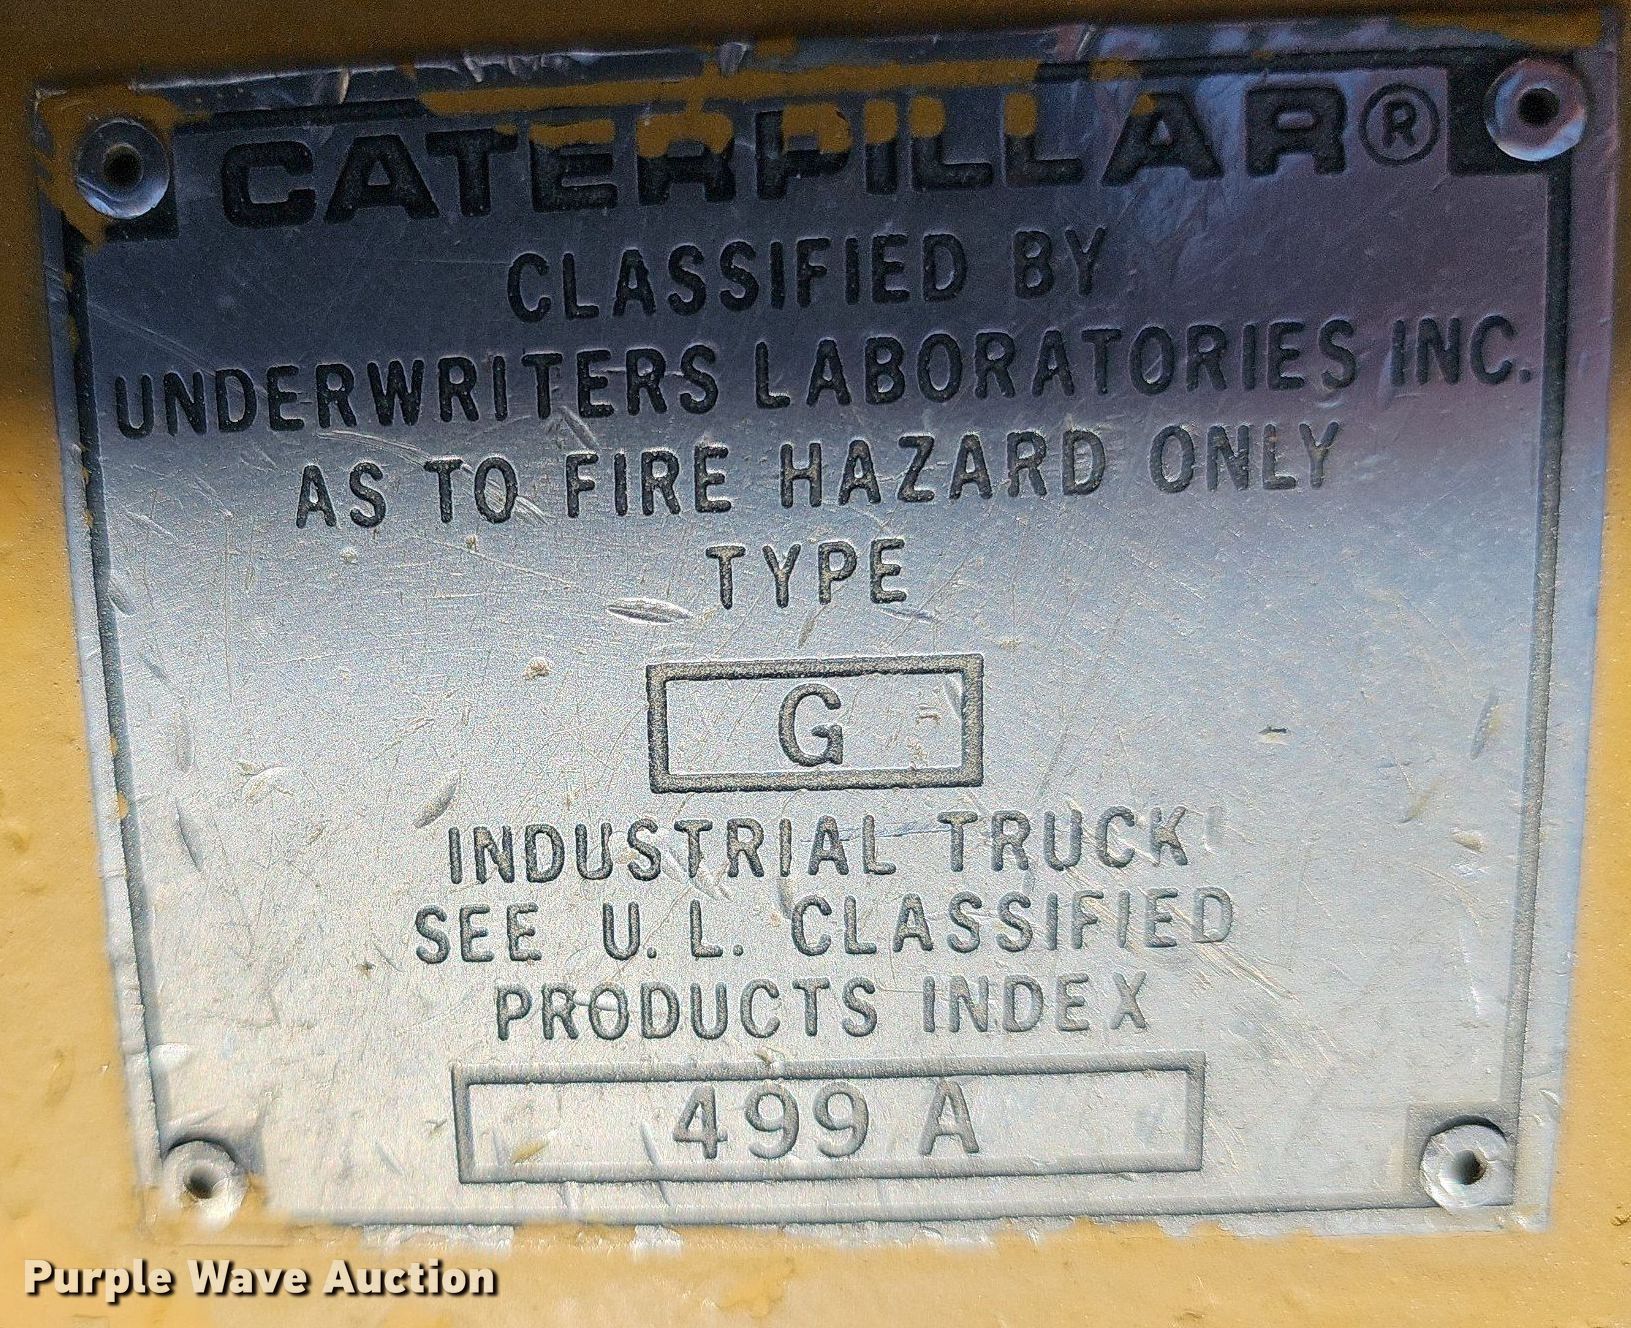 CATERPILLAR®
CLASSIFIED BY
UNDERWRITERS LABORATORIES INC.
AS TO FIRE HAZARD ONLY
TYPE
G
INDUSTRIAL TRUCK
SEE U.L. CLASSIFIED
PRODUCTS INDEX
499 A
Purple Wave Auction